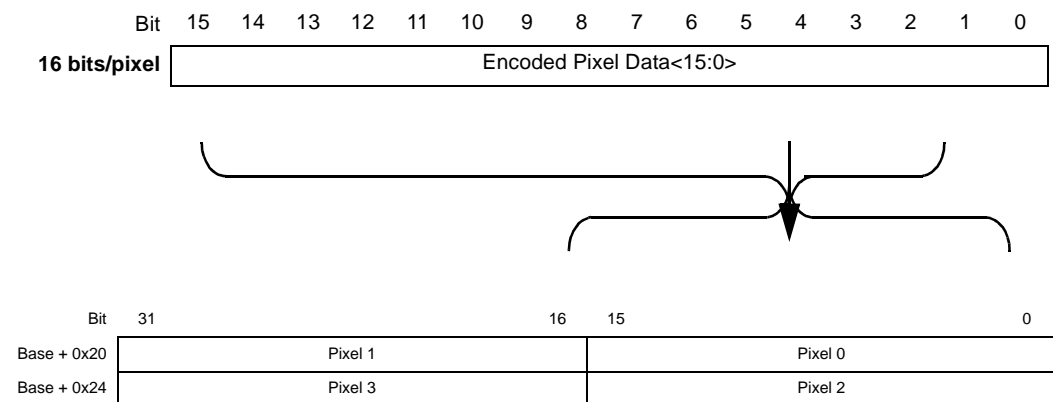 Bit 15 14 13 12 11 10 9 8 7 6 5 4 3 2 1 0
16 bits/pixel Encoded Pixel Data<15:0>
Bit 31 16 15 0
Base + 0x20 Pixel 1 Pixel 0
Base + 0x24 Pixel 3 Pixel 2